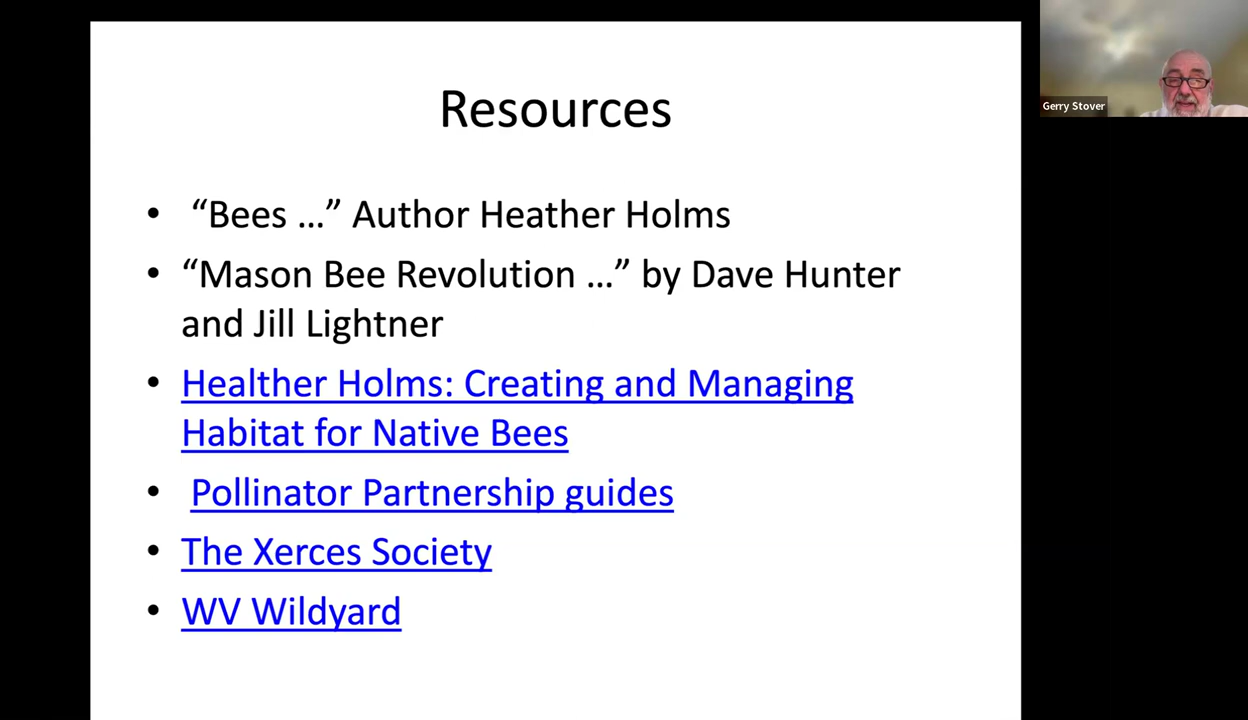 Resources
• “Bees …” Author Heather Holms
• “Mason Bee Revolution …” by Dave Hunter
and Jill Lightner
• Healther Holms: Creating and Managing
Habitat for Native Bees
• Pollinator Partnership guides
• The Xerces Society
• WV Wildyard
Gerry Stover